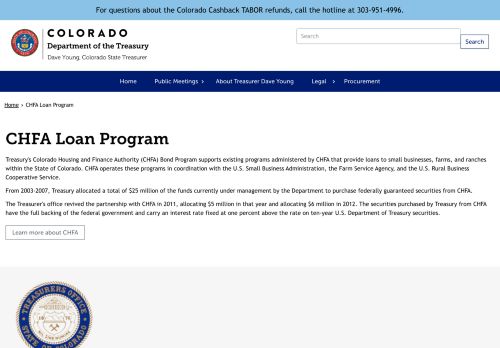 For questions about the Colorado Cashback TABOR refunds, call the hotline at 303-951-4996.
COLORADO
Department of the Treasury
Dave Young, Colorado State Treasurer
Search
Search
Home
Public Meetings
About Treasurer Dave Young
Legal
Procurement
Home › CHFA Loan Program
CHFA Loan Program
Treasury's Colorado Housing and Finance Authority (CHFA) Bond Program supports existing programs administered by CHFA that provide loans to small businesses, farms, and ranches
within the State of Colorado. CHFA operates these programs in coordination with the U.S. Small Business Administration, the Farm Service Agency, and the U.S. Rural Business
Cooperative Service.
From 2003-2007, Treasury allocated a total of $25 million of the funds currently under management by the Department to purchase federally guaranteed securities from CHFA.
The Treasurer's office revived the partnership with CHFA in 2011, allocating $5 million in that year and allocating $6 million in 2012. The securities purchased by Treasury from CHFA
have the full backing of the federal government and carry an interest rate fixed at one percent above the rate on ten-year U.S. Department of Treasury securities.
Learn more about CHFA
TREASURERS OFFICE
STATE OF COLORADO